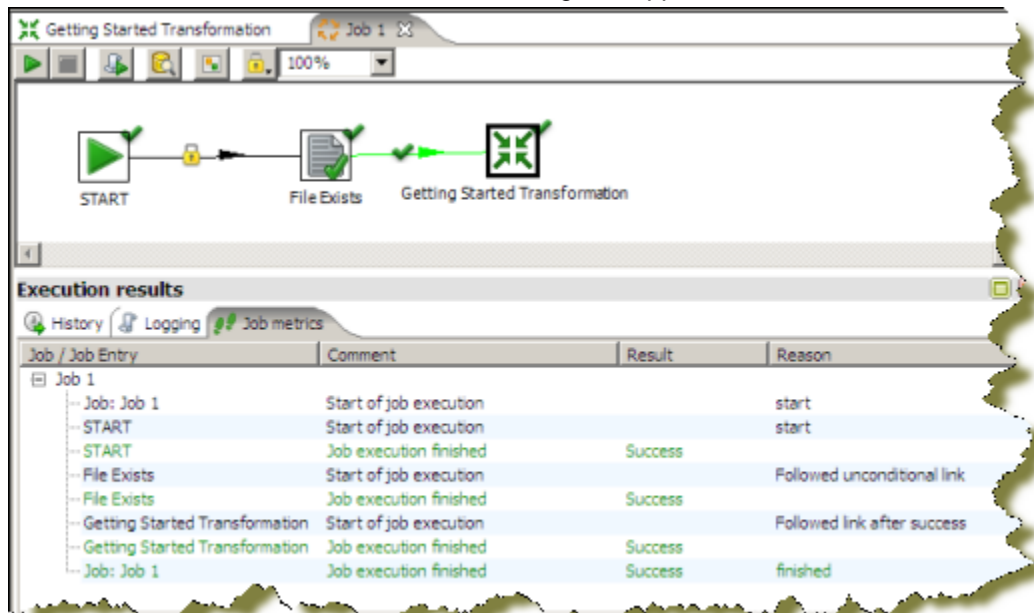 Getting Started Transformation Job 1
100%
START File Exists Getting Started Transformation
Execution results
History Logging Job metrics
Job / Job Entry Comment Result Reason
Job 1
Job: Job 1 Start of job execution start
START Start of job execution start
START Job execution finished Success
File Exists Start of job execution Followed unconditional link
File Exists Job execution finished Success
Getting Started Transformation Start of job execution Followed link after success
Getting Started Transformation Job execution finished Success
Job: Job 1 Job execution finished Success finished